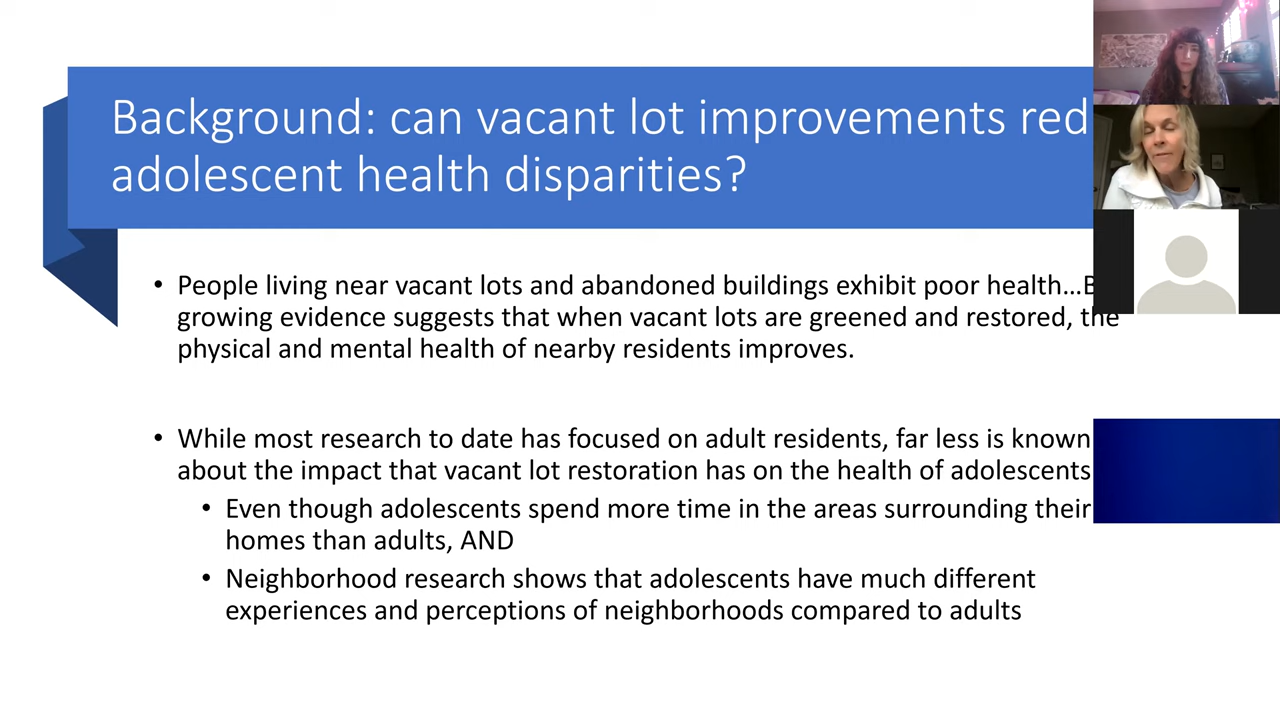 Background: can vacant lot improvements red
adolescent health disparities?
• People living near vacant lots and abandoned buildings exhibit poor health…B
growing evidence suggests that when vacant lots are greened and restored, the
physical and mental health of nearby residents improves.
• While most research to date has focused on adult residents, far less is known
about the impact that vacant lot restoration has on the health of adolescents
• Even though adolescents spend more time in the areas surrounding their
homes than adults, AND
• Neighborhood research shows that adolescents have much different
experiences and perceptions of neighborhoods compared to adults